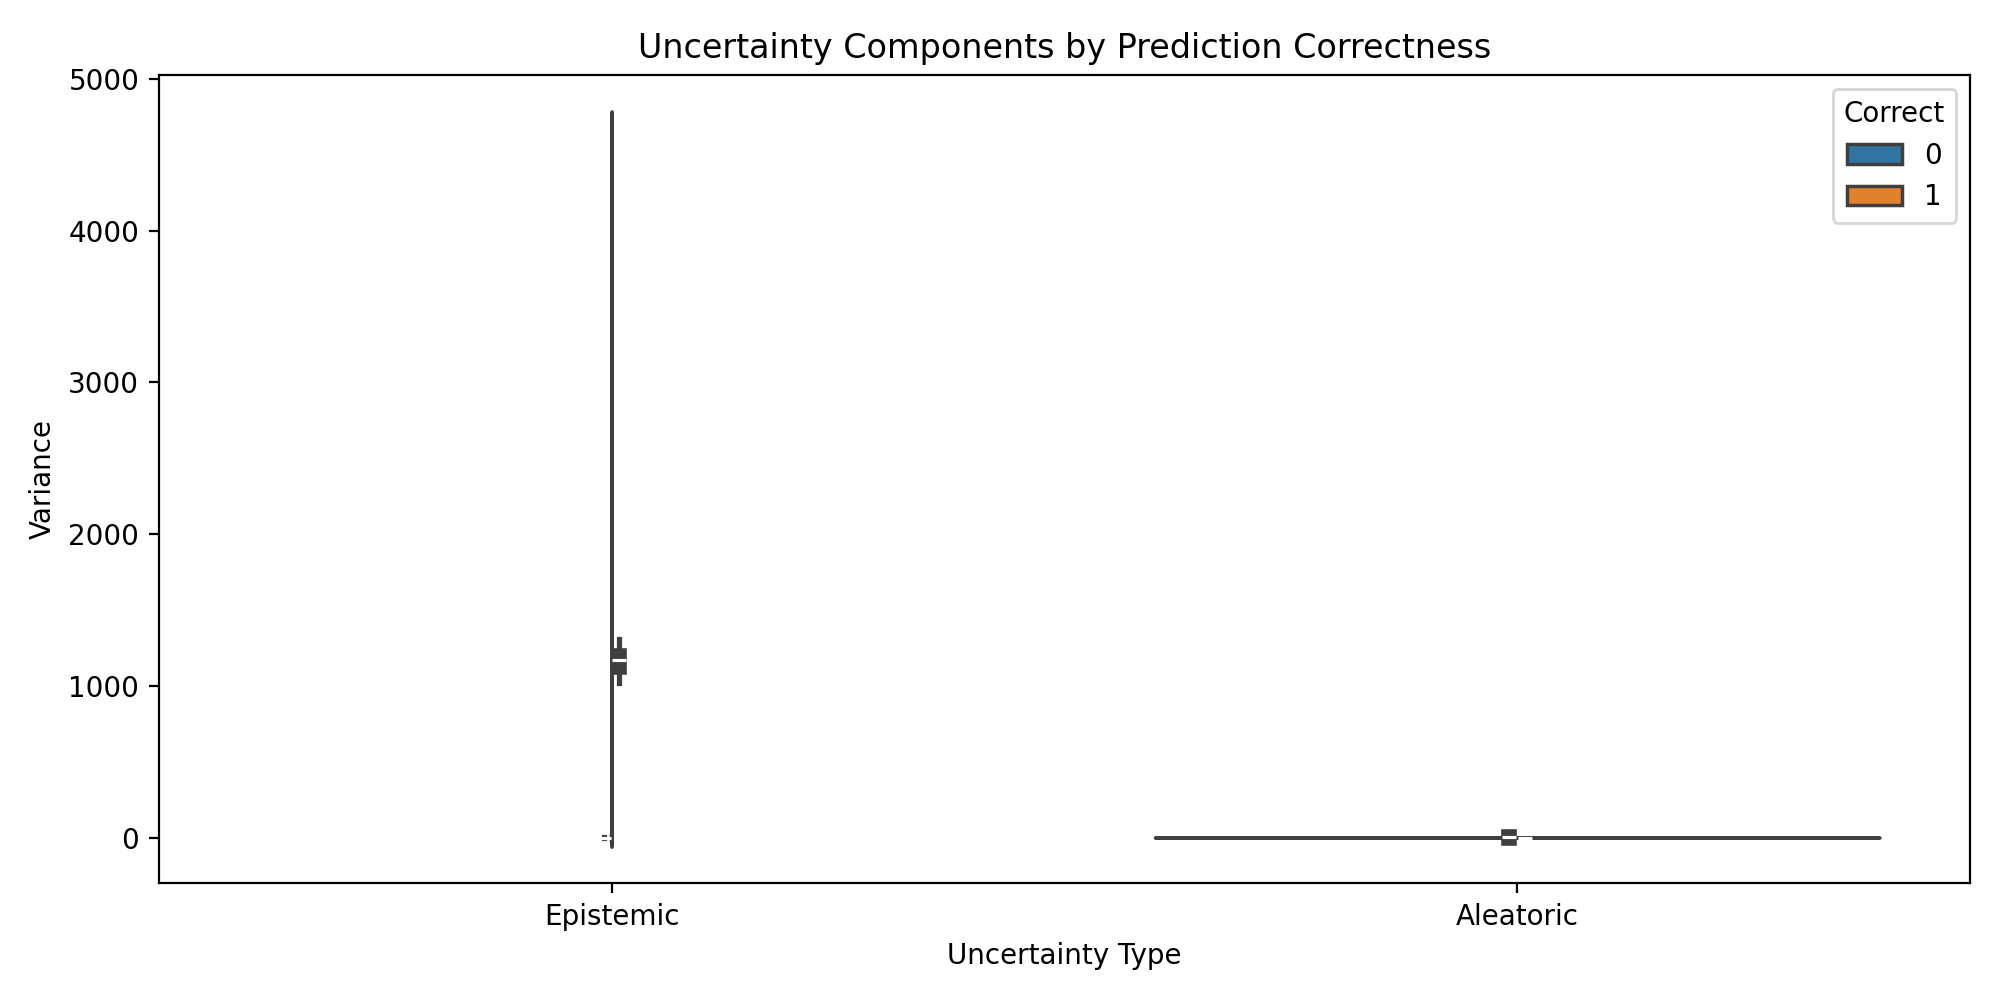 Uncertainty Components by Prediction Correctness
5000
4000
3000
2000
1000
0
Variance
Correct
0
1
Epistemic
Aleatoric
Uncertainty Type